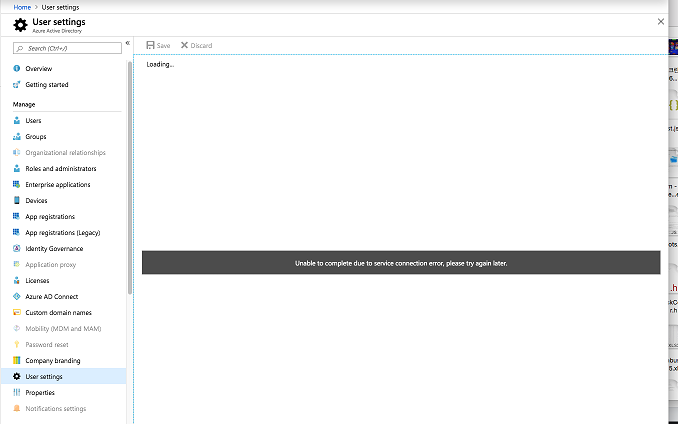 Home > User settings
User settings
Azure Active Directory
Search (Ctrl+/)
«
Save
Discard
Loading...
Overview
Getting started
Manage
Users
Groups
Organizational relationships
Roles and administrators
Enterprise applications
Devices
App registrations
App registrations (Legacy)
Identity Governance
Application proxy
Licenses
Azure AD Connect
Custom domain names
Mobility (MDM and MAM)
Password reset
Company branding
User settings
Properties
Notifications settings
Unable to complete due to service connection error, please try again later.